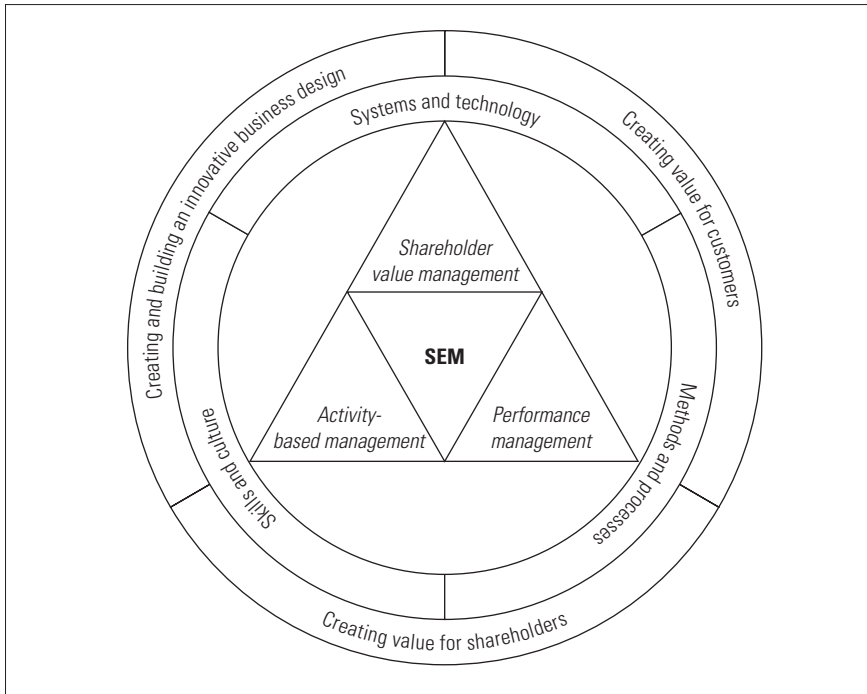 Creating and building an innovative business design
Systems and technology
Creating value for customers
Shareholder
value management
SEM
Activity-
based management
Performance
management
Skills and culture
Methods and processes
Creating value for shareholders